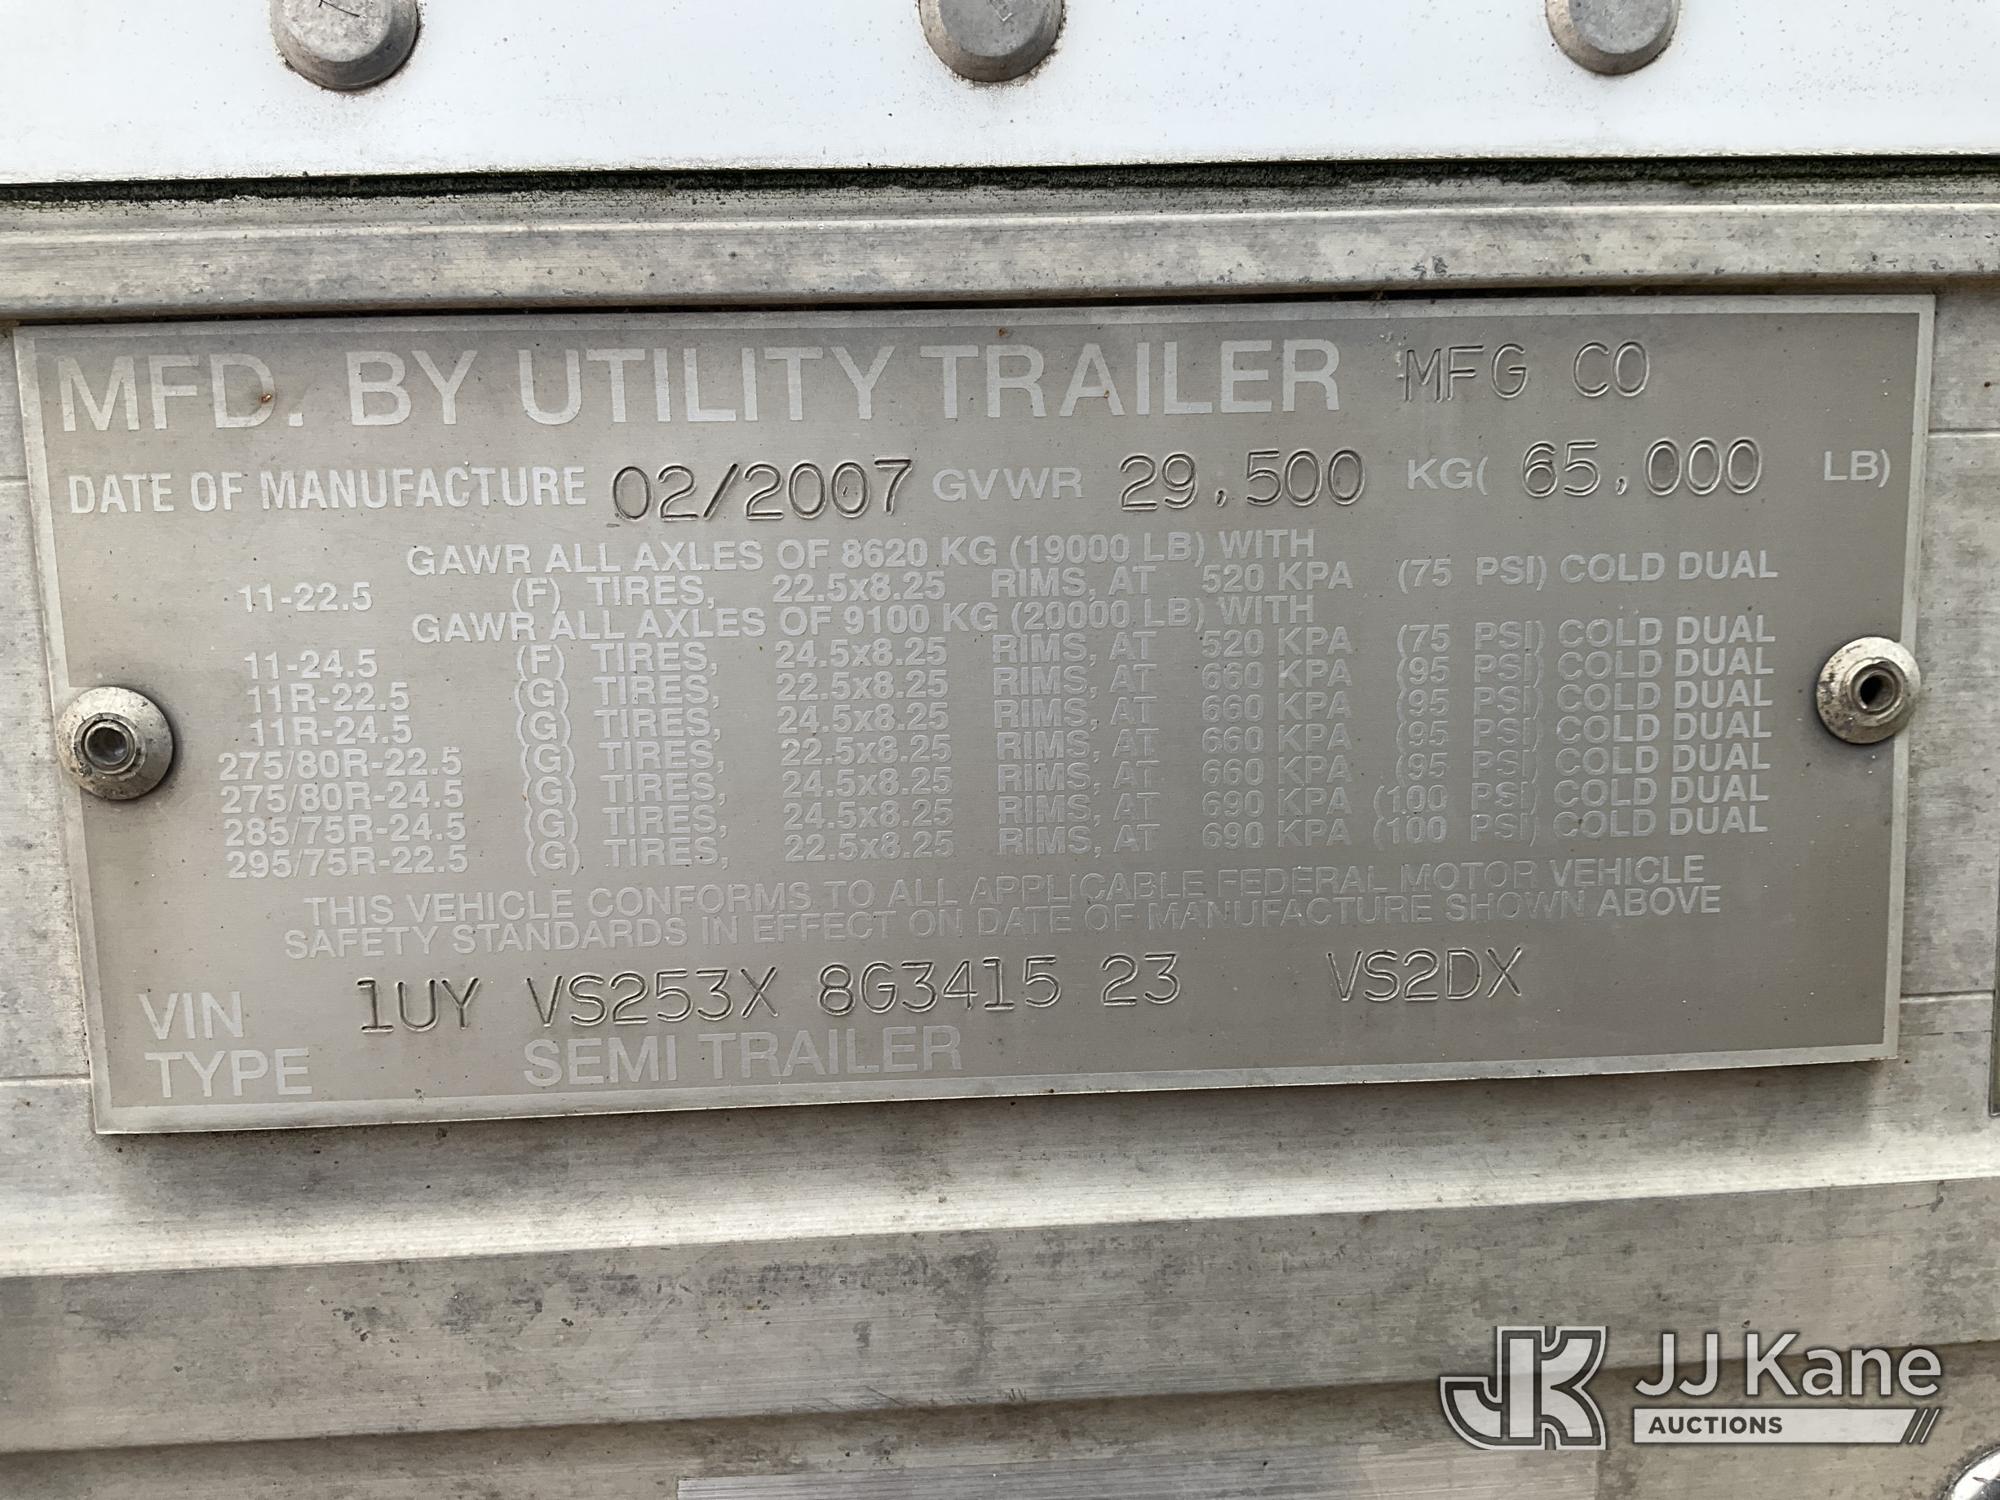 MFD. BY UTILITY TRAILER MFG CO
DATE OF MANUFACTURE 02/2007 GVWR 29,500 KG( 65,000 LB)
GAWR ALL AXLES OF 8620 KG (19000 LB) WITH
11-22.5 (F) TIRES, 22.5x8.25 RIMS, AT 520 KPA (75 PSI) COLD DUAL
GAWR ALL AXLES OF 9100 KG (20000 LB) WITH
11-24.5 (F) TIRES, 24.5x8.25 RIMS, AT 520 KPA (75 PSI) COLD DUAL
11R-22.5 (G) TIRES, 22.5x8.25 RIMS, AT 660 KPA (95 PSI) COLD DUAL
11R-24.5 (G) TIRES, 24.5x8.25 RIMS, AT 660 KPA (95 PSI) COLD DUAL
275/80R-22.5 (G) TIRES, 22.5x8.25 RIMS, AT 660 KPA (95 PSI) COLD DUAL
275/80R-24.5 (G) TIRES, 24.5x8.25 RIMS, AT 660 KPA (95 PSI) COLD DUAL
285/75R-24.5 (G) TIRES, 24.5x8.25 RIMS, AT 690 KPA (100 PSI) COLD DUAL
295/75R-22.5 (G) TIRES, 22.5x8.25 RIMS, AT 690 KPA (100 PSI) COLD DUAL
THIS VEHICLE CONFORMS TO ALL APPLICABLE FEDERAL MOTOR VEHICLE
SAFETY STANDARDS IN EFFECT ON DATE OF MANUFACTURE SHOWN ABOVE
VIN 1UY VS253X 8G3415 23 VS2DX
TYPE SEMI TRAILER
JK JJ Kane
AUCTIONS